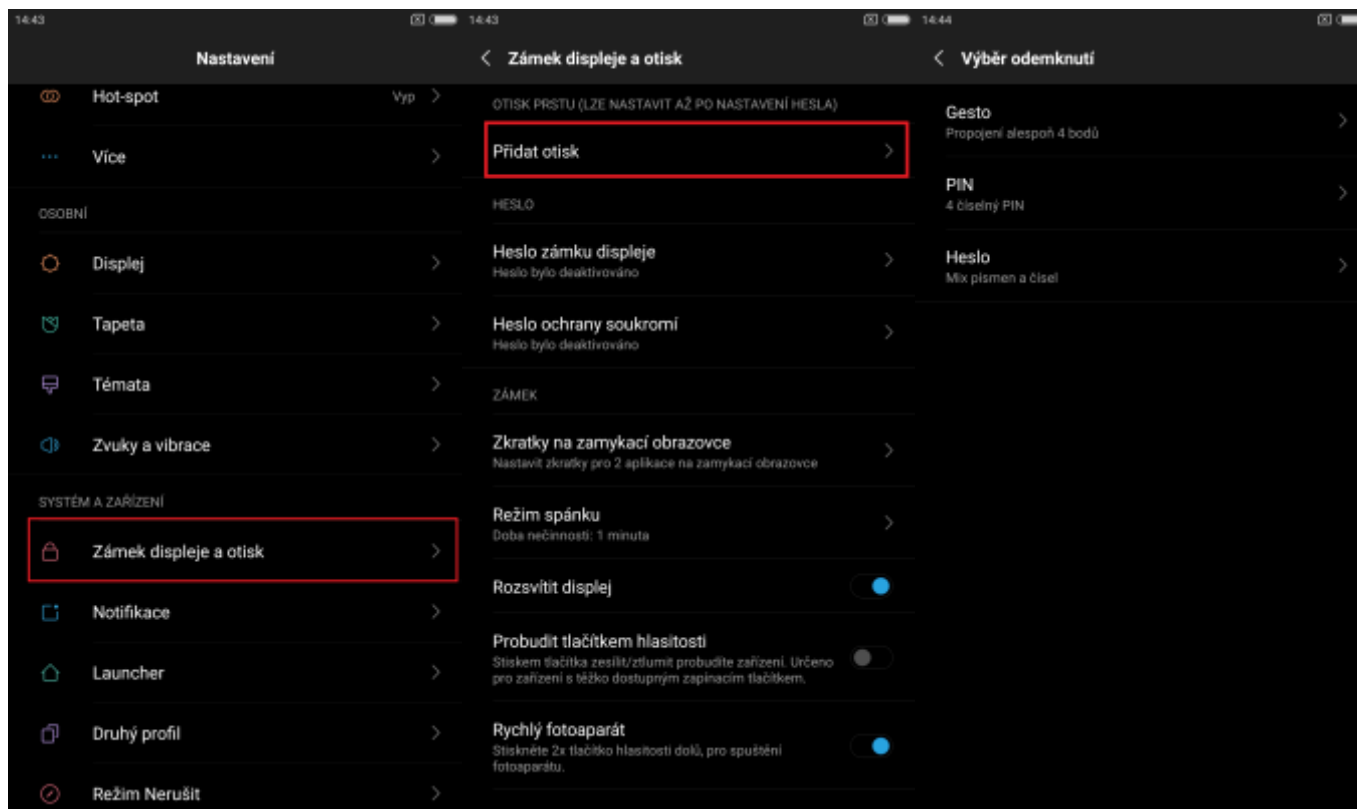 14:43
Nastavení
Hot-spot
Vyp
Více
OSOBNÍ
Displej
Tapeta
Témata
Zvuky a vibrace
SYSTÉM A ZAŘÍZENÍ
Zámek displeje a otisk
Notifikace
Launcher
Druhý profil
Režim Nerušit
14:43
Zámek displeje a otisk
OTISK PRSTU (LZE NASTAVIT AŽ PO NASTAVENÍ HESLA)
Přidat otisk
HESLO
Heslo zámku displeje
Heslo bylo deaktivováno
Heslo ochrany soukromí
Heslo bylo deaktivováno
ZÁMEK
Zkratky na zamykací obrazovce
Nastavit zkratky pro 2 aplikace na zamykací obrazovce
Režim spánku
Doba nečinnosti: 1 minuta
Rozsvítit displej
Probudit tlačítkem hlasitosti
Stiskem tlačítka zesílit/ztlumit probudíte zařízení. Určeno
pro zařízení s těžko dostupným zapínacím tlačítkem.
Rychlý fotoaparát
Stiskněte 2x tlačítko hlasitosti dolů, pro spuštění
fotoaparátu.
14:44
Výběr odemknutí
Gesto
Propojení alespoň 4 bodů
PIN
4 číselný PIN
Heslo
Mix písmen a čísel